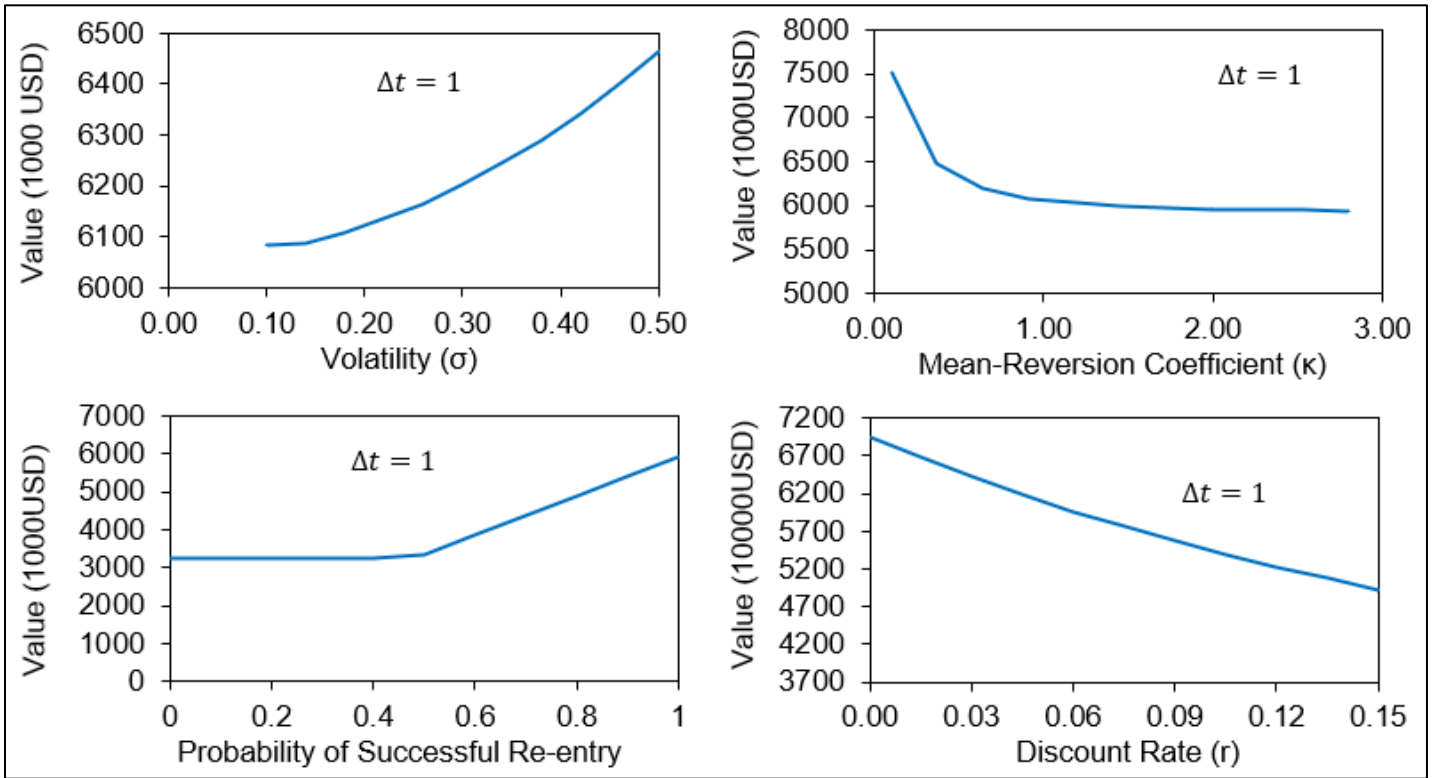 Value (1000 USD)
6500
6400
6300
6200
6100
6000
Δt = 1
0.00 0.10 0.20 0.30 0.40 0.50
Volatility (σ)
Value (1000USD)
8000
7500
7000
6500
6000
5500
5000
Δt = 1
0.00 1.00 2.00 3.00
Mean-Reversion Coefficient (κ)
Value (1000USD)
7000
6000
5000
4000
3000
2000
1000
0
Δt = 1
0 0.2 0.4 0.6 0.8 1
Probability of Successful Re-entry
Value (10000USD)
7200
6700
6200
5700
5200
4700
4200
3700
Δt = 1
0.00 0.03 0.06 0.09 0.12 0.15
Discount Rate (r)